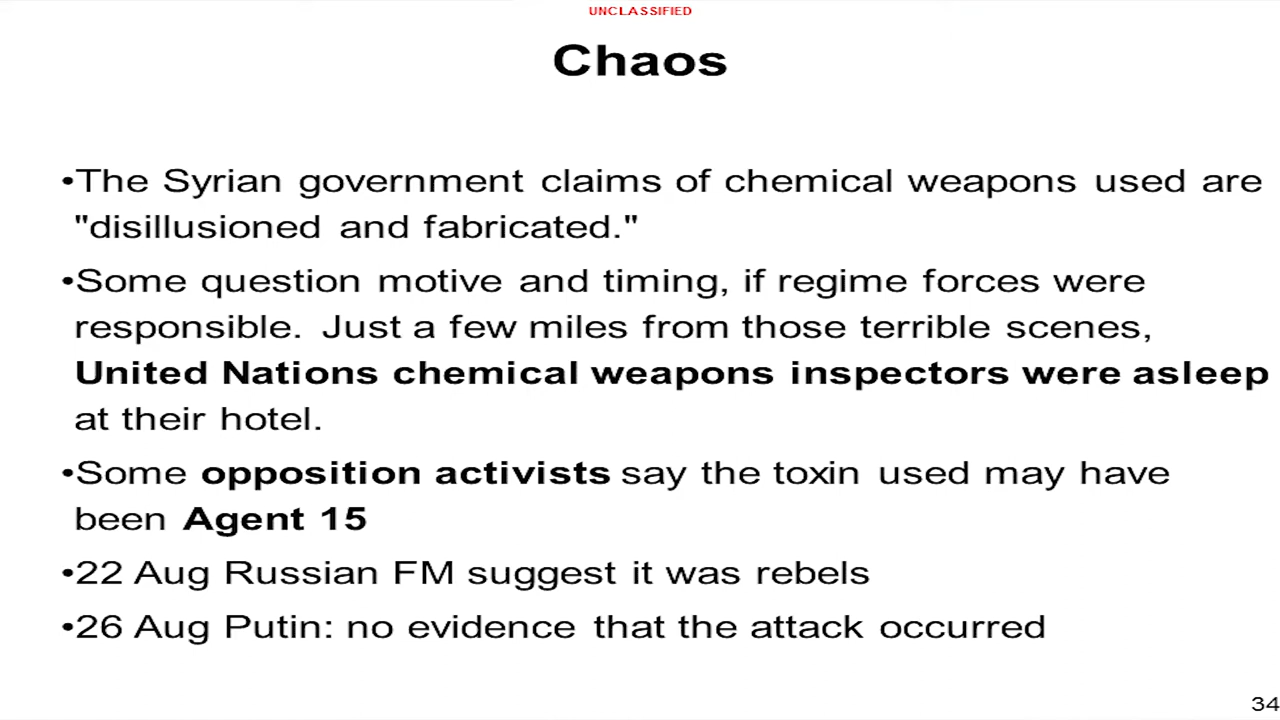 UNCLASSIFIED
Chaos
•The Syrian government claims of chemical weapons used are
"disillusioned and fabricated."
•Some question motive and timing, if regime forces were
responsible. Just a few miles from those terrible scenes,
United Nations chemical weapons inspectors were asleep
at their hotel.
•Some opposition activists say the toxin used may have
been Agent 15
•22 Aug Russian FM suggest it was rebels
•26 Aug Putin: no evidence that the attack occurred
34